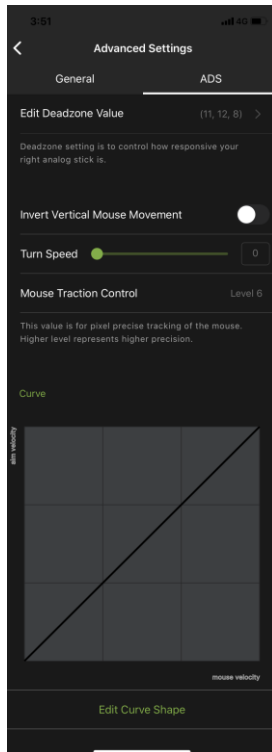 3:51
4G
Advanced Settings
General
ADS
Edit Deadzone Value
(11, 12, 8)
Deadzone setting is to control how responsive your
right analog stick is.
Invert Vertical Mouse Movement
Turn Speed
0
Mouse Traction Control
Level 6
This value is for pixel precise tracking of the mouse.
Higher level represents higher precision.
Curve
aim velocity
mouse velocity
Edit Curve Shape